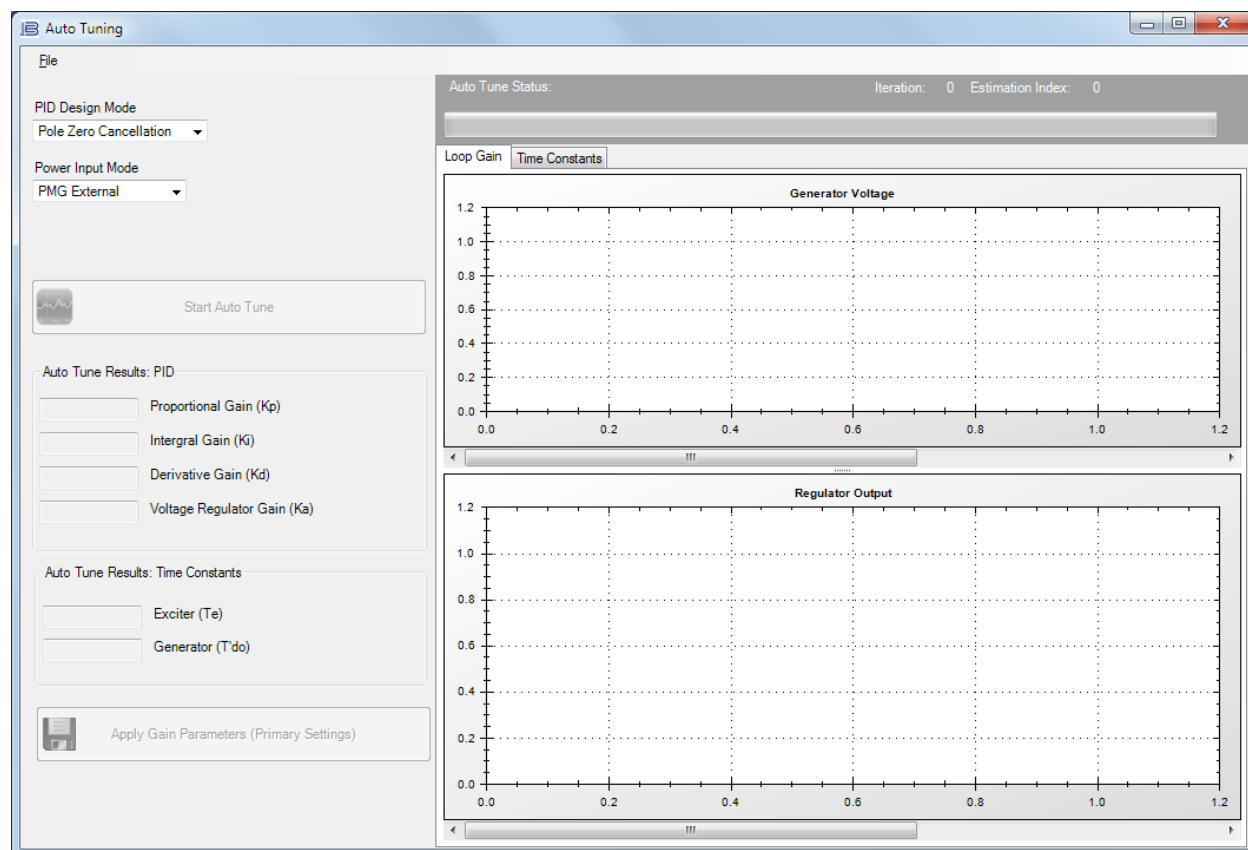 Auto Tuning
File
PID Design Mode
Pole Zero Cancellation
Power Input Mode
PMG External
Start Auto Tune
Auto Tune Results: PID
Proportional Gain (Kp)
Intergral Gain (Ki)
Derivative Gain (Kd)
Voltage Regulator Gain (Ka)
Auto Tune Results: Time Constants
Exciter (Te)
Generator (T'do)
Apply Gain Parameters (Primary Settings)
Auto Tune Status: Iteration: 0 Estimation Index: 0
Loop Gain Time Constants
Generator Voltage
1.2
1.0
0.8
0.6
0.4
0.2
0.0
0.0 0.2 0.4 0.6 0.8 1.0 1.2
Regulator Output
1.2
1.0
0.8
0.6
0.4
0.2
0.0
0.0 0.2 0.4 0.6 0.8 1.0 1.2